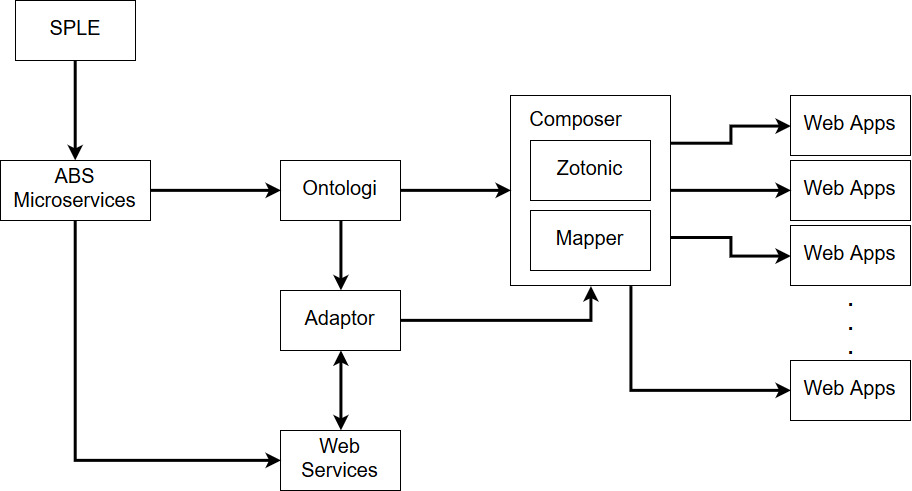 SPLE
ABS
Microservices
Ontologi
Adaptor
Web
Services
Composer
Zotonic
Mapper
Web Apps
Web Apps
Web Apps
.
.
.
Web Apps